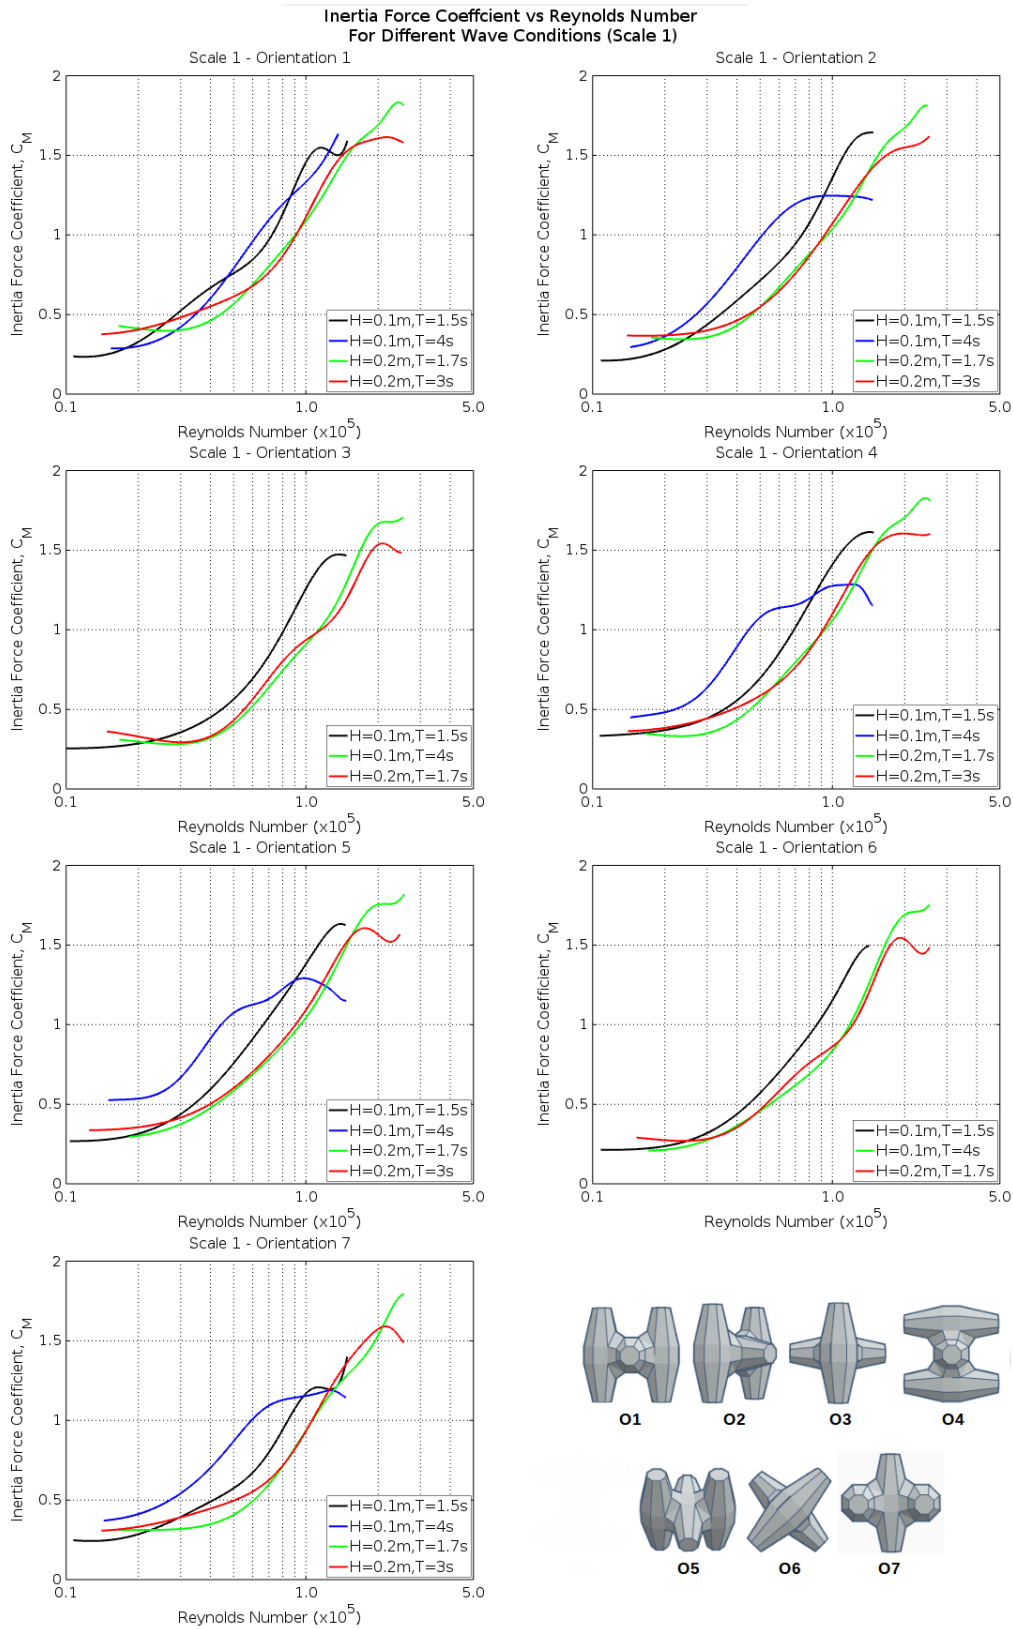 Inertia Force Coeffcient vs Reynolds Number
For Different Wave Conditions (Scale 1)
Scale 1 - Orientation 1
2
1.5
1
0.5
0
Inertia Force Coefficient, C_M
H=0.1m,T=1.5s
H=0.1m,T=4s
H=0.2m,T=1.7s
H=0.2m,T=3s
0.1 1.0 5.0
Reynolds Number (x10^5)
Scale 1 - Orientation 2
2
1.5
1
0.5
0
Inertia Force Coefficient, C_M
H=0.1m,T=1.5s
H=0.1m,T=4s
H=0.2m,T=1.7s
H=0.2m,T=3s
0.1 1.0 5.0
Reynolds Number (x10^5)
Scale 1 - Orientation 3
2
1.5
1
0.5
0
Inertia Force Coefficient, C_M
H=0.1m,T=1.5s
H=0.1m,T=4s
H=0.2m,T=1.7s
0.1 1.0 5.0
Reynolds Number (x10^5)
Scale 1 - Orientation 4
2
1.5
1
0.5
0
Inertia Force Coefficient, C_M
H=0.1m,T=1.5s
H=0.1m,T=4s
H=0.2m,T=1.7s
H=0.2m,T=3s
0.1 1.0 5.0
Reynolds Number (x10^5)
Scale 1 - Orientation 5
2
1.5
1
0.5
0
Inertia Force Coefficient, C_M
H=0.1m,T=1.5s
H=0.1m,T=4s
H=0.2m,T=1.7s
H=0.2m,T=3s
0.1 1.0 5.0
Reynolds Number (x10^5)
Scale 1 - Orientation 6
2
1.5
1
0.5
0
Inertia Force Coefficient, C_M
H=0.1m,T=1.5s
H=0.1m,T=4s
H=0.2m,T=1.7s
0.1 1.0 5.0
Reynolds Number (x10^5)
Scale 1 - Orientation 7
2
1.5
1
0.5
0
Inertia Force Coefficient, C_M
H=0.1m,T=1.5s
H=0.1m,T=4s
H=0.2m,T=1.7s
H=0.2m,T=3s
0.1 1.0 5.0
Reynolds Number (x10^5)
O1 O2 O3 O4
O5 O6 O7